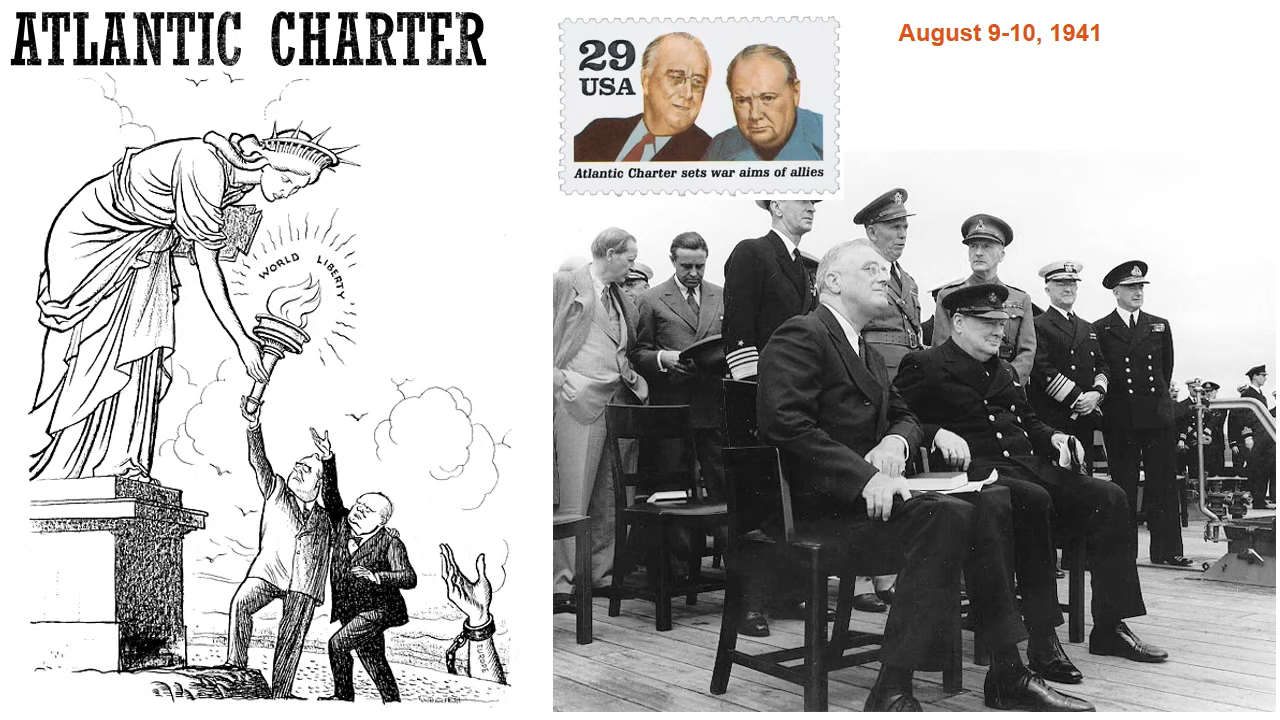 ATLANTIC CHARTER
WORLD LIBERTY
29
USA
Atlantic Charter sets war aims of allies
August 9-10, 1941